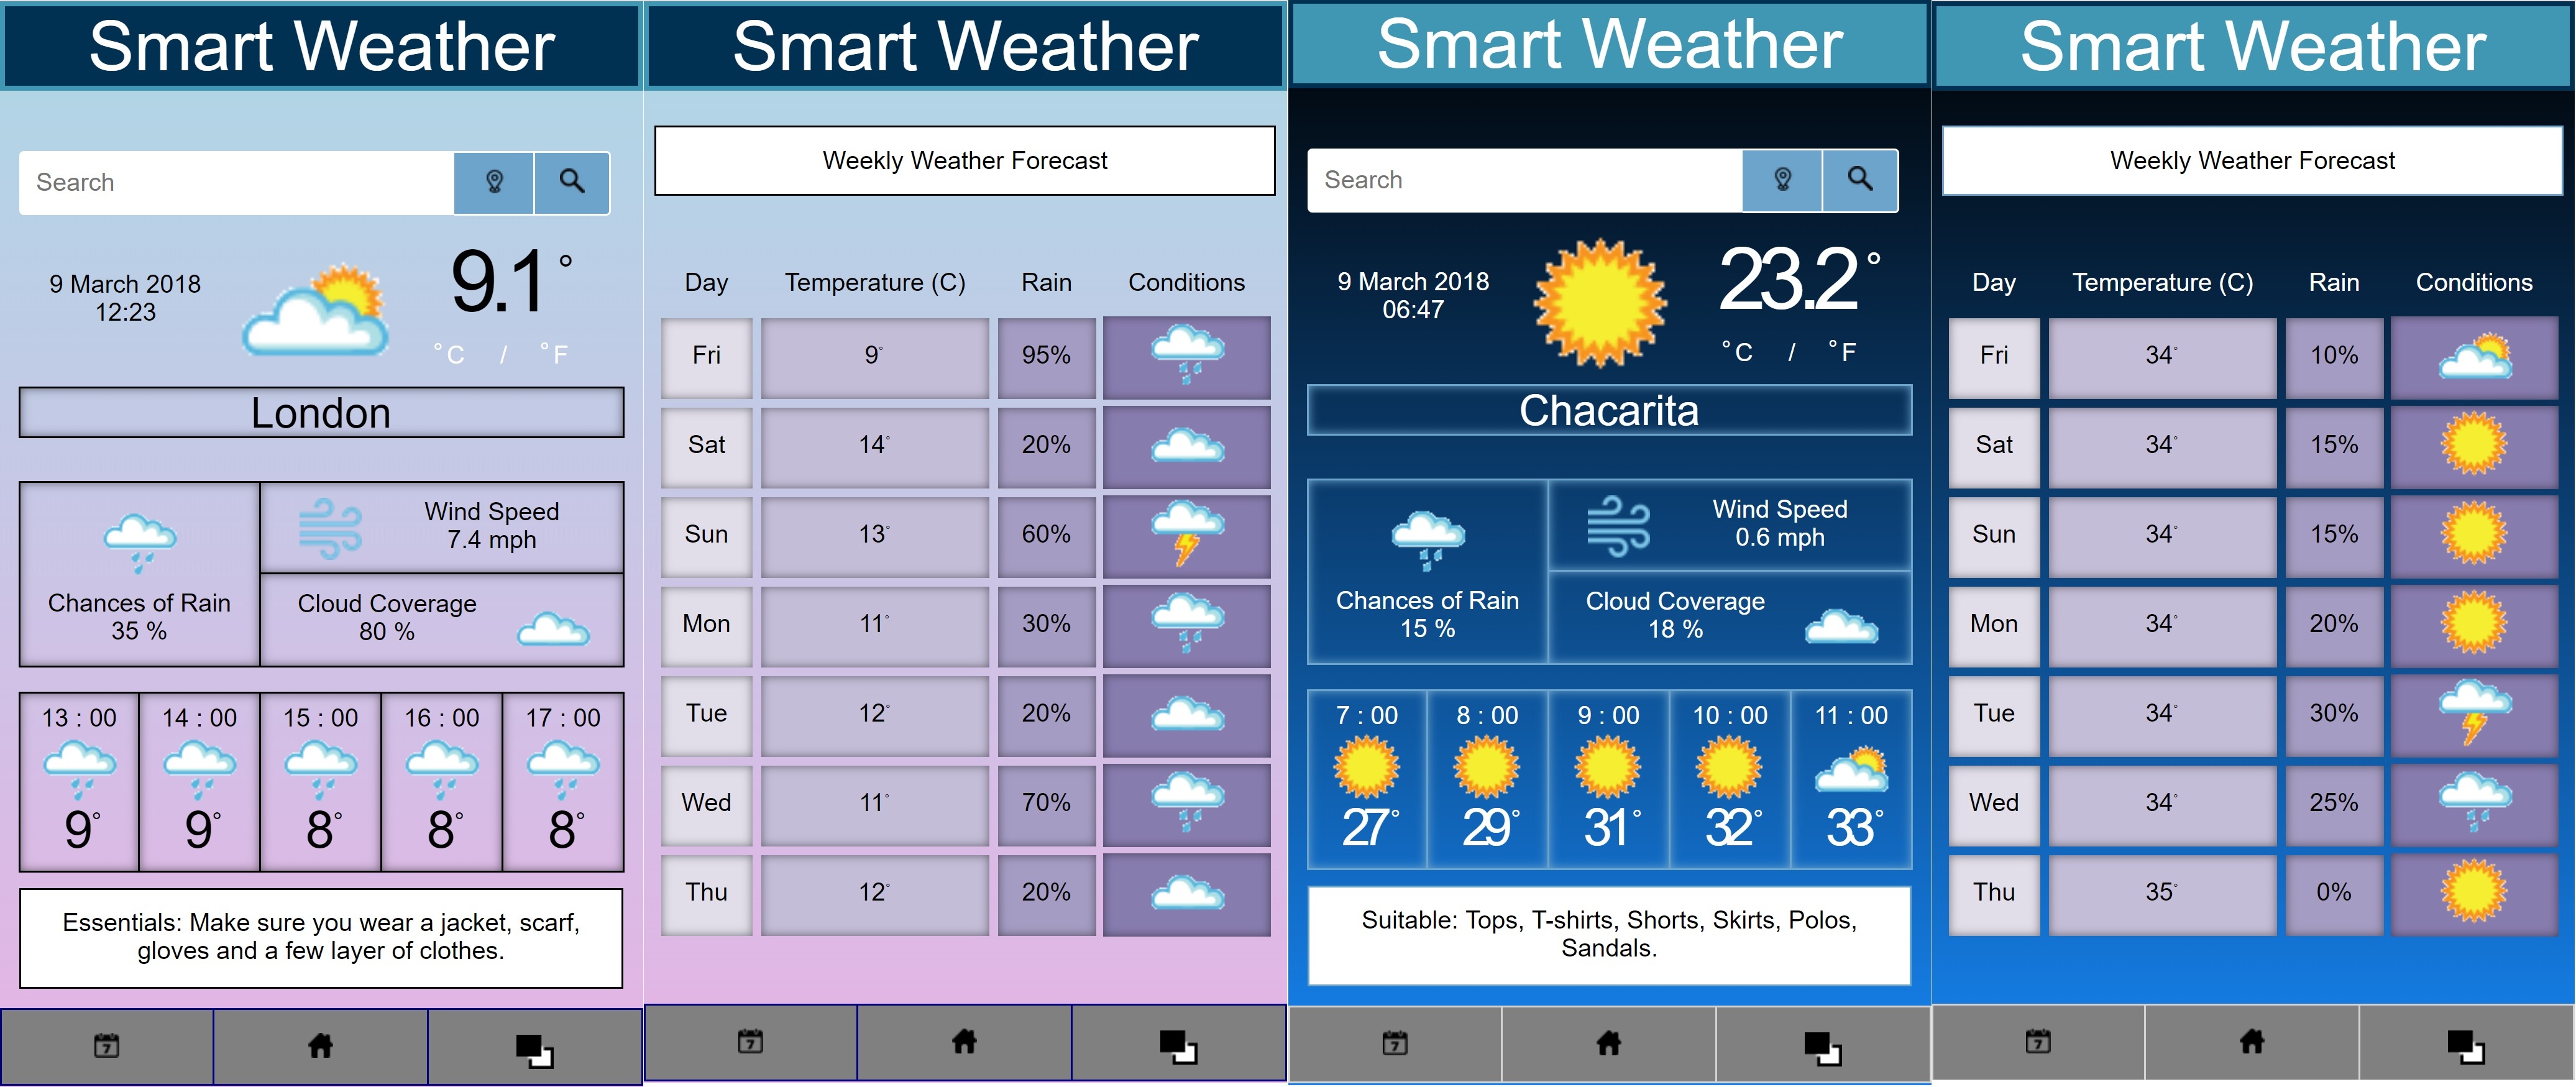 Smart Weather
Search
9 March 2018
12:23
9.1°
°C / °F
London
Chances of Rain
35 %
Wind Speed
7.4 mph
Cloud Coverage
80 %
13 : 00 14 : 00 15 : 00 16 : 00 17 : 00
9° 9° 8° 8° 8°
Essentials: Make sure you wear a jacket, scarf,
gloves and a few layer of clothes.
7
Smart Weather
Weekly Weather Forecast
Day Temperature (C) Rain Conditions
Fri 9° 95%
Sat 14° 20%
Sun 13° 60%
Mon 11° 30%
Tue 12° 20%
Wed 11° 70%
Thu 12° 20%
7
Smart Weather
Search
9 March 2018
06:47
23.2°
°C / °F
Chacarita
Chances of Rain
15 %
Wind Speed
0.6 mph
Cloud Coverage
18 %
7 : 00 8 : 00 9 : 00 10 : 00 11 : 00
27° 29° 31° 32° 33°
Suitable: Tops, T-shirts, Shorts, Skirts, Polos,
Sandals.
7
Smart Weather
Weekly Weather Forecast
Day Temperature (C) Rain Conditions
Fri 34° 10%
Sat 34° 15%
Sun 34° 15%
Mon 34° 20%
Tue 34° 30%
Wed 34° 25%
Thu 35° 0%
7